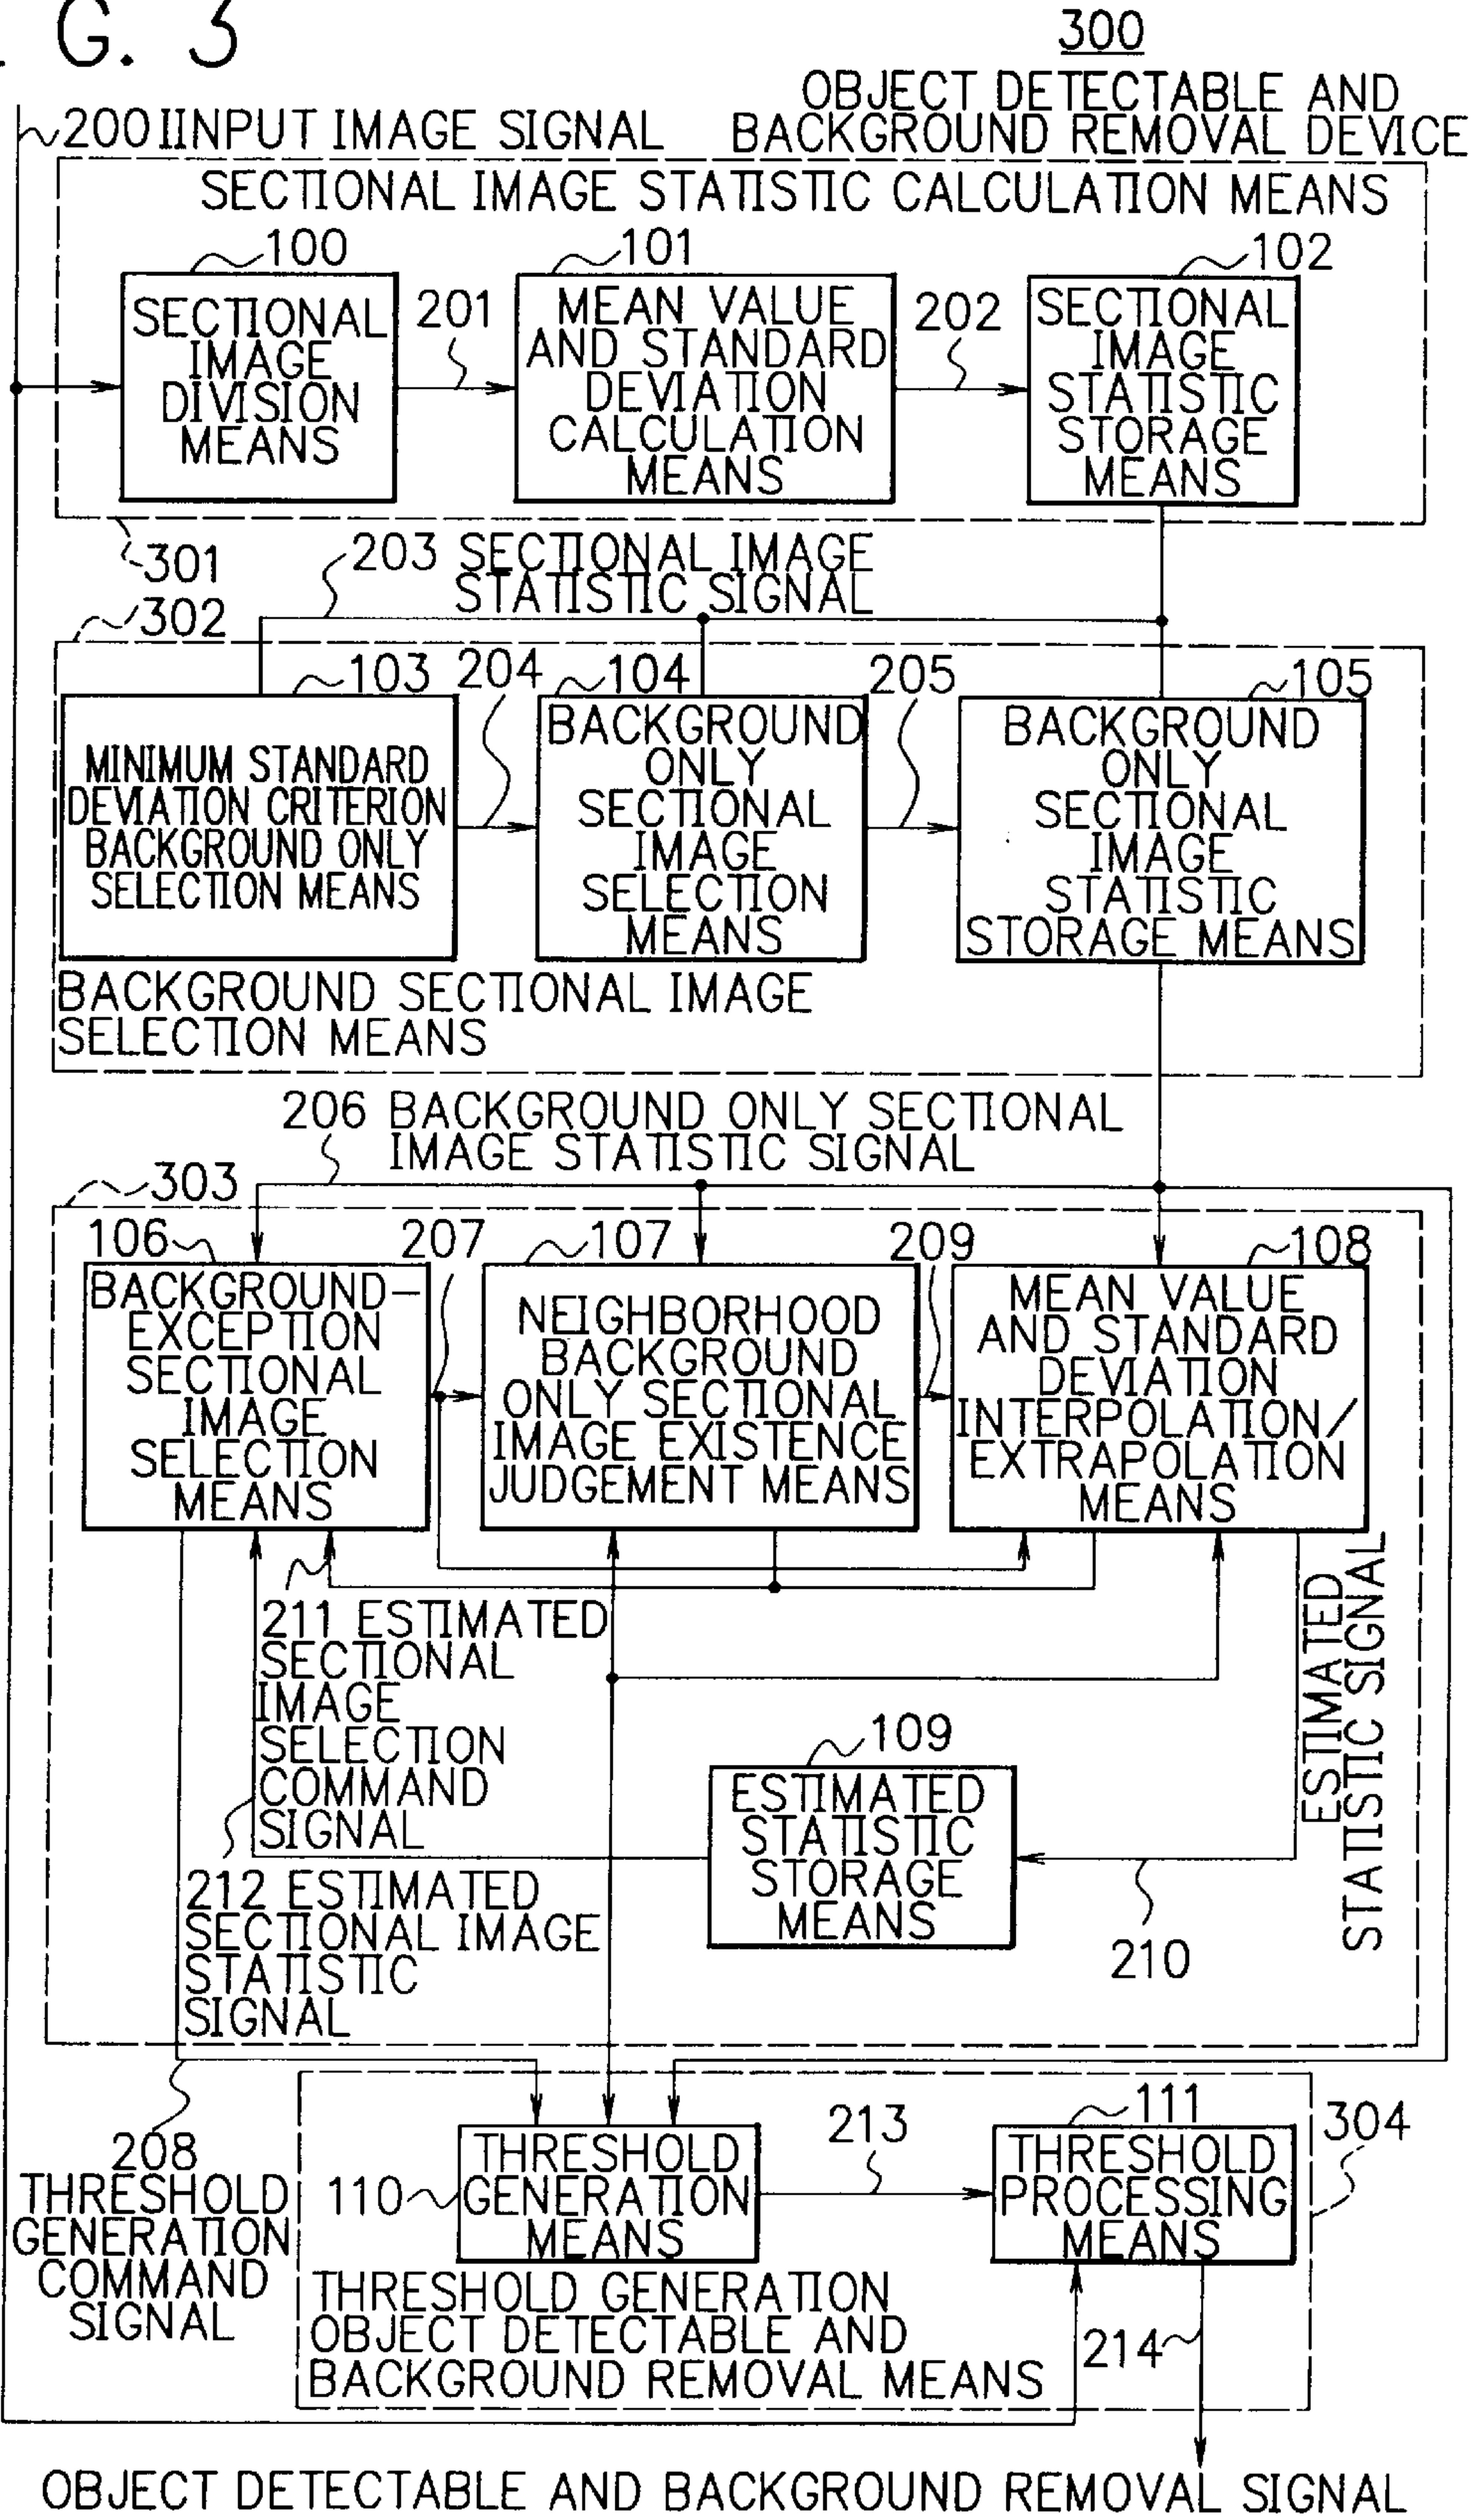 G. 3
300
OBJECT DETECTABLE AND
BACKGROUND REMOVAL DEVICE
200 IINPUT IMAGE SIGNAL
SECTIONAL IMAGE STATISTIC CALCULATION MEANS
100
SECTIONAL
IMAGE
DIVISION
MEANS
201
101
MEAN VALUE
AND STANDARD
DEVIATION
CALCULATION
MEANS
202
102
SECTIONAL
IMAGE
STATISTIC
STORAGE
MEANS
301
203 SECTIONAL IMAGE
STATISTIC SIGNAL
302
103
MINIMUM STANDARD
DEVIATION CRITERION
BACKGROUND ONLY
SELECTION MEANS
204
104
BACKGROUND
ONLY
SECTIONAL
IMAGE
SELECTION
MEANS
205
105
BACKGROUND
ONLY
SECTIONAL
IMAGE
STATISTIC
STORAGE MEANS
BACKGROUND SECTIONAL IMAGE
SELECTION MEANS
206 BACKGROUND ONLY SECTIONAL
IMAGE STATISTIC SIGNAL
303
106
BACKGROUND-
EXCEPTION
SECTIONAL
IMAGE
SELECTION
MEANS
207
107
NEIGHBORHOOD
BACKGROUND
ONLY SECTIONAL
IMAGE EXISTENCE
JUDGEMENT MEANS
209
108
MEAN VALUE
AND STANDARD
DEVIATION
INTERPOLATION/
EXTRAPOLATION
MEANS
211 ESTIMATED
SECTIONAL
IMAGE
SELECTION
COMMAND
SIGNAL
ESTIMATED
STATISTIC SIGNAL
109
ESTIMATED
STATISTIC
STORAGE
MEANS
210
212 ESTIMATED
SECTIONAL IMAGE
STATISTIC
SIGNAL
208
THRESHOLD
GENERATION
COMMAND
SIGNAL
110
THRESHOLD
GENERATION
MEANS
213
111
THRESHOLD
PROCESSING
MEANS
304
THRESHOLD GENERATION
OBJECT DETECTABLE AND
BACKGROUND REMOVAL MEANS
214
OBJECT DETECTABLE AND BACKGROUND REMOVAL SIGNAL